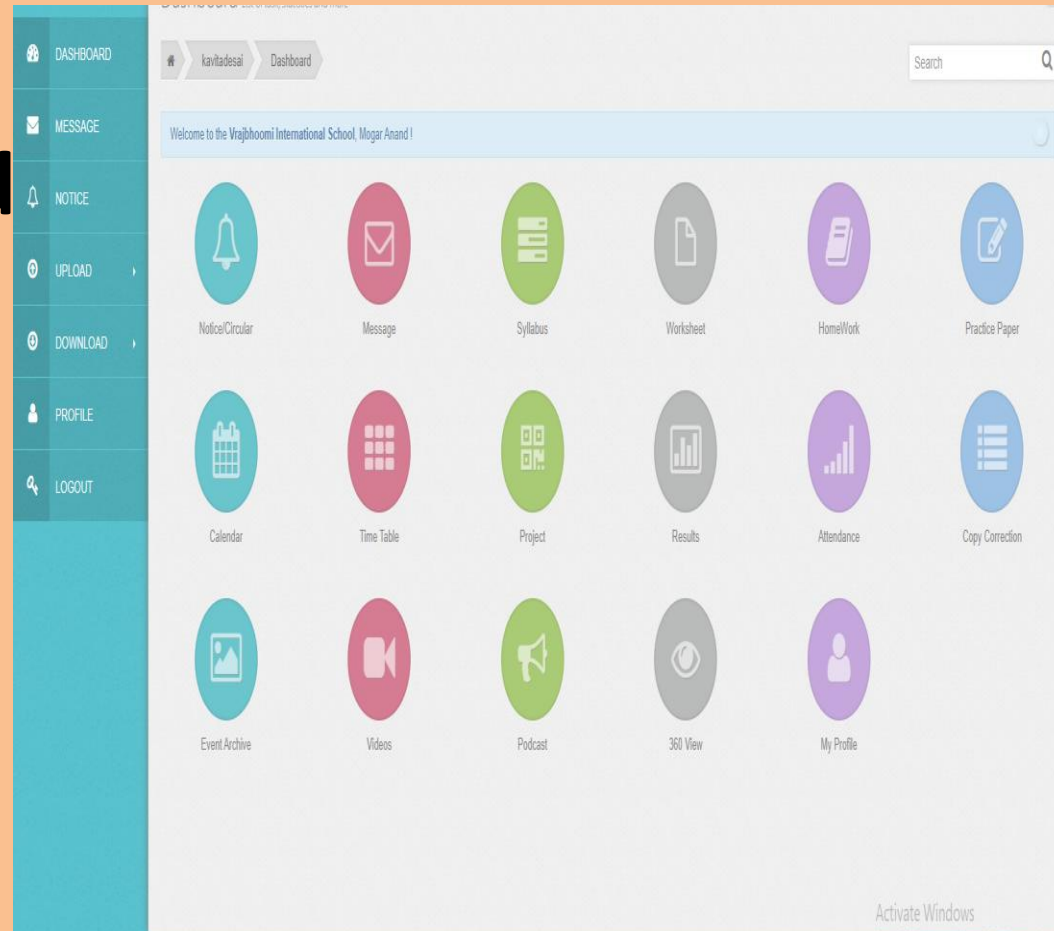 DASHBOARD
kavitadesai Dashboard
Search
MESSAGE
Welcome to the Vrajbhoomi International School, Mogar Anand !
NOTICE
UPLOAD
DOWNLOAD
PROFILE
LOGOUT
Notice/Circular Message Syllabus Worksheet HomeWork Practice Paper
Calendar Time Table Project Results Attendance Copy Correction
Event Archive Videos Podcast 360 View My Profile
Activate Windows